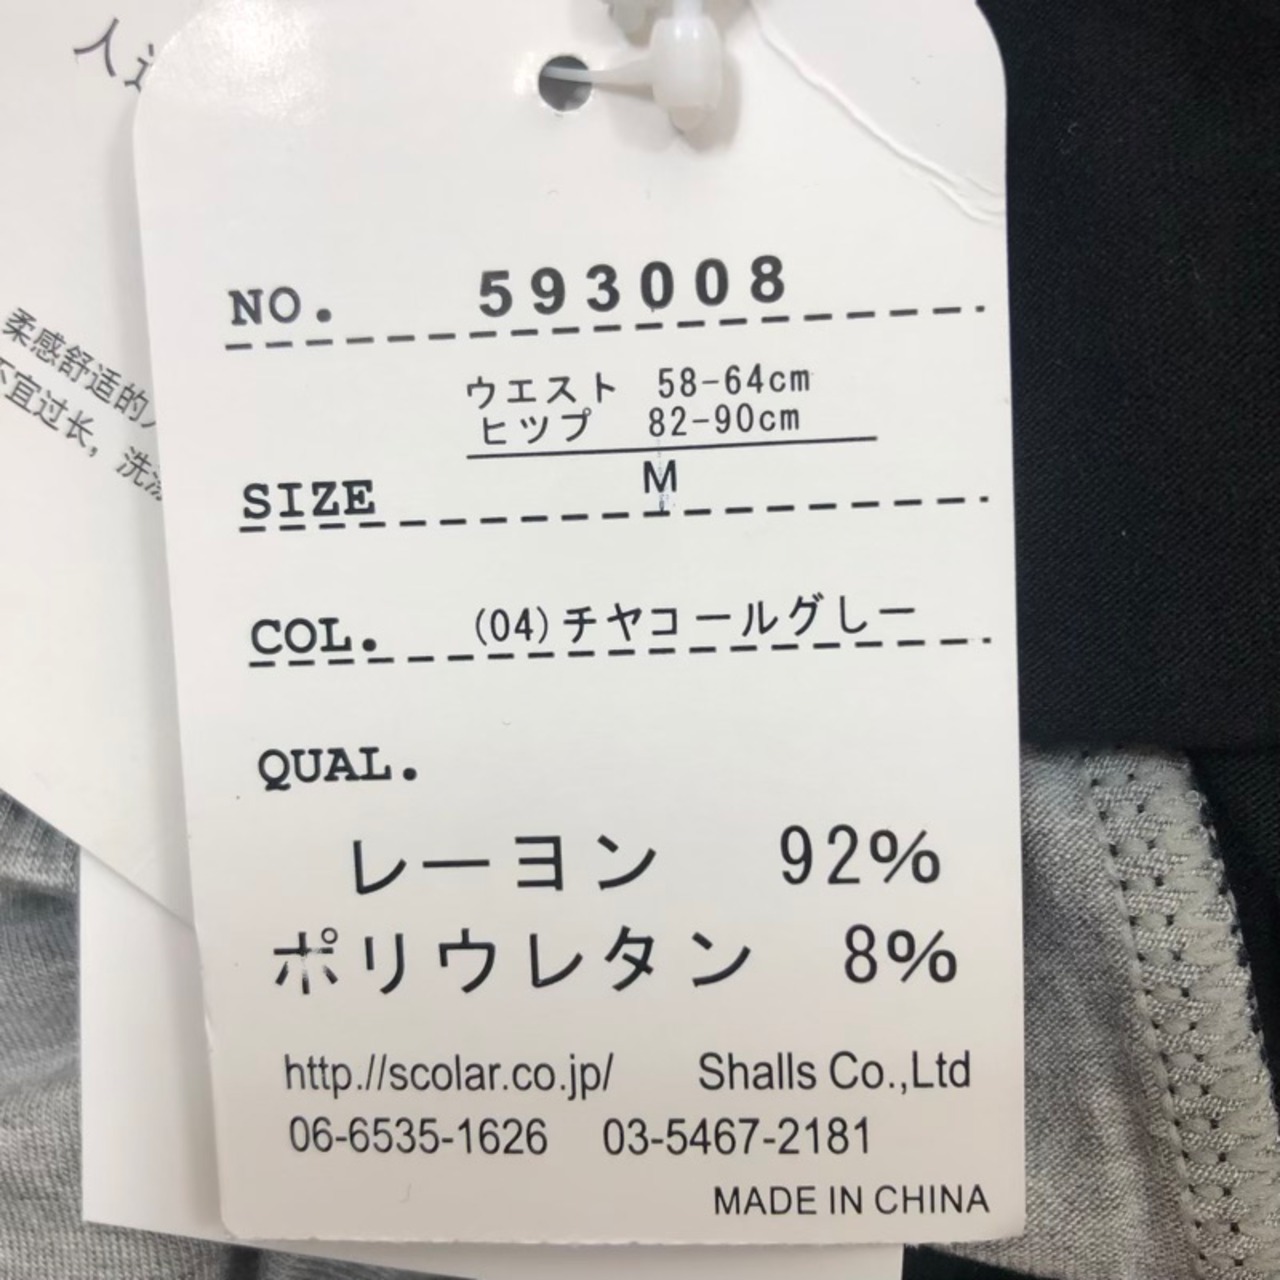 人
柔感舒适的
不宜过长，洗涤
NO. 593008
ウエスト 58-64cm
ヒツプ 82-90cm
SIZE M
COL. (04)チヤコールグレー
QUAL.
レーヨン 92%
ポリウレタン 8%
http://scolar.co.jp/ Shalls Co.,Ltd
06-6535-1626 03-5467-2181
MADE IN CHINA